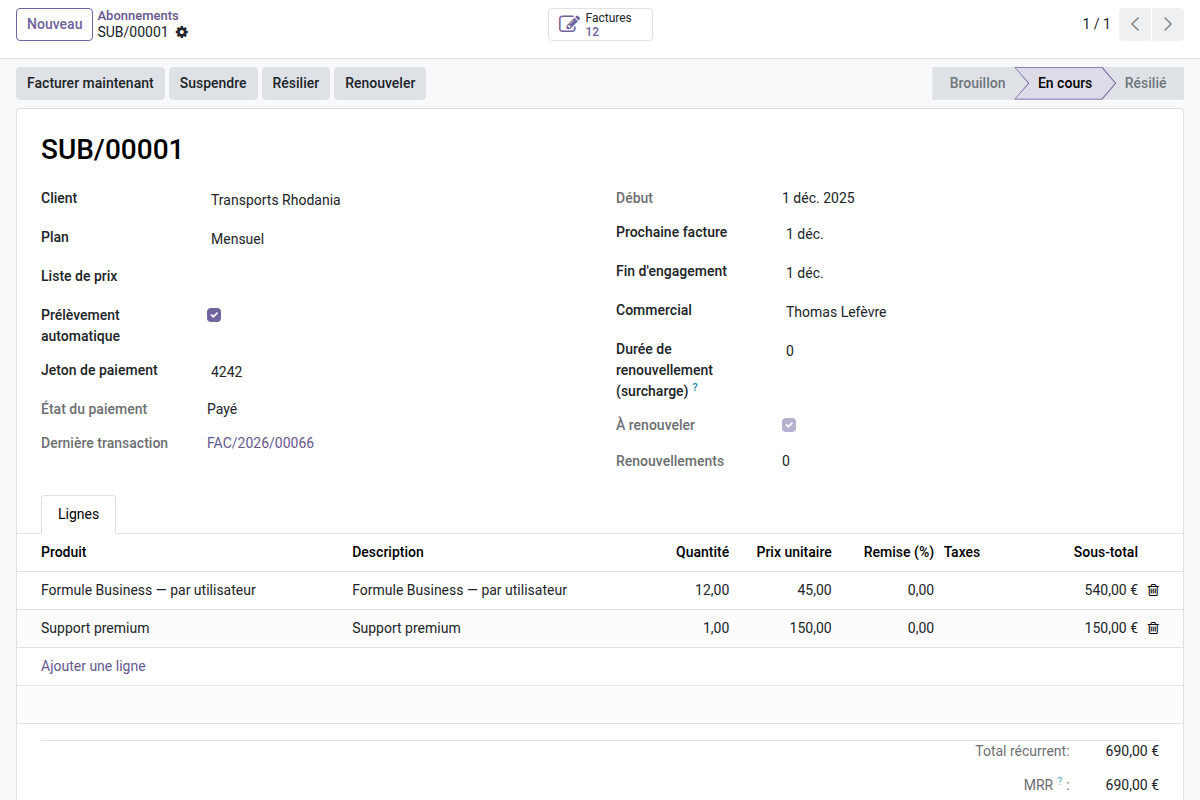 Nouveau
Abonnements
SUB/00001
Factures
12
1 / 1
Facturer maintenant
Suspendre
Résilier
Renouveler
Brouillon
En cours
Résilié
SUB/00001
Client
Transports Rhodania
Plan
Mensuel
Liste de prix
Prélèvement
automatique
Jeton de paiement
4242
État du paiement
Payé
Dernière transaction
FAC/2026/00066
Début
1 déc. 2025
Prochaine facture
1 déc.
Fin d'engagement
1 déc.
Commercial
Thomas Lefèvre
Durée de
renouvellement
(surcharge) ?
0
À renouveler
Renouvellements
0
Lignes
Produit Description Quantité Prix unitaire Remise (%) Taxes Sous-total
Formule Business — par utilisateur Formule Business — par utilisateur 12,00 45,00 0,00 540,00 €
Support premium Support premium 1,00 150,00 0,00 150,00 €
Ajouter une ligne
Total récurrent: 690,00 €
MRR ? : 690,00 €